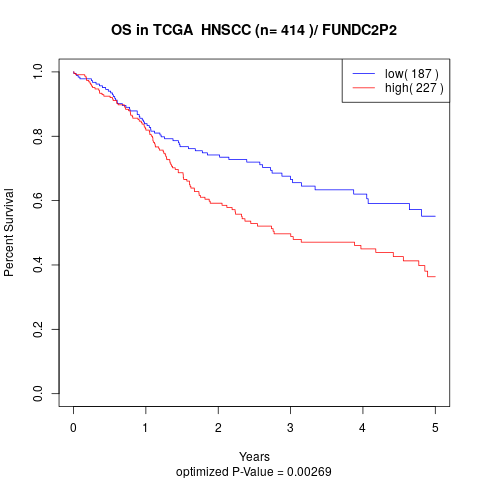 OS in TCGA  HNSCC (n= 414 )/ FUNDC2P2
low( 187 )
high( 227 )
Percent Survival
1.0
0.8
0.6
0.4
0.2
0.0
0 1 2 3 4 5
Years
optimized P-Value = 0.00269